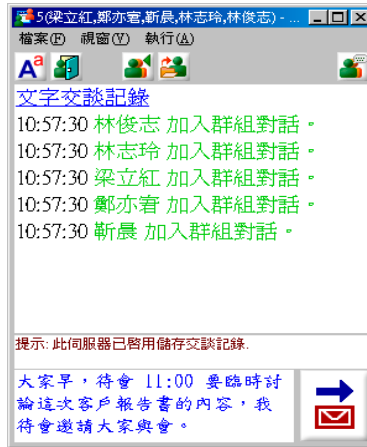 5(梁立紅,鄭亦宭,靳晨,林志玲,林俊志) - ...
檔案(F) 視窗(V) 執行(A)
Aª
文字交談記錄
10:57:30 林俊志 加入群組對話。
10:57:30 林志玲 加入群組對話。
10:57:30 梁立紅 加入群組對話。
10:57:30 鄭亦宭 加入群組對話。
10:57:30 靳晨 加入群組對話。
提示: 此伺服器已啓用儲存交談記錄.
大家早，待會 11:00 要臨時討
論這次客戶報告書的內容，我
待會邀請大家與會。